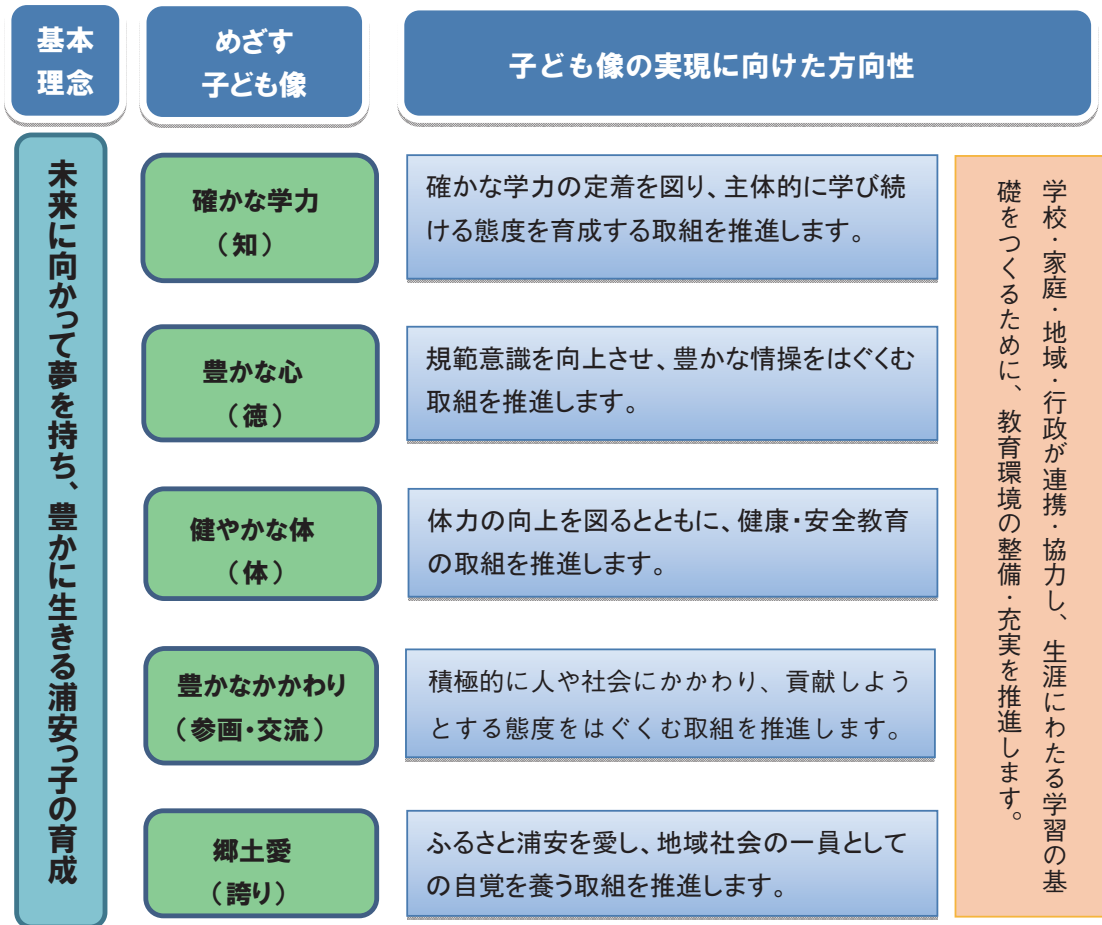 基本
理念
めざす
子ども像
子ども像の実現に向けた方向性
未来に向かって夢を持ち、豊かに生きる浦安っ子の育成
確かな学力
（知）
確かな学力の定着を図り、主体的に学び続
ける態度を育成する取組を推進します。
豊かな心
（徳）
規範意識を向上させ、豊かな情操をはぐくむ
取組を推進します。
健やかな体
（体）
体力の向上を図るとともに、健康・安全教育
の取組を推進します。
豊かなかかわり
（参画・交流）
積極的に人や社会にかかわり、貢献しよう
とする態度をはぐくむ取組を推進します。
郷土愛
（誇り）
ふるさと浦安を愛し、地域社会の一員として
の自覚を養う取組を推進します。
学校・家庭・地域・行政が連携・協力し、生涯にわたる学習の基
礎をつくるために、教育環境の整備・充実を推進します。